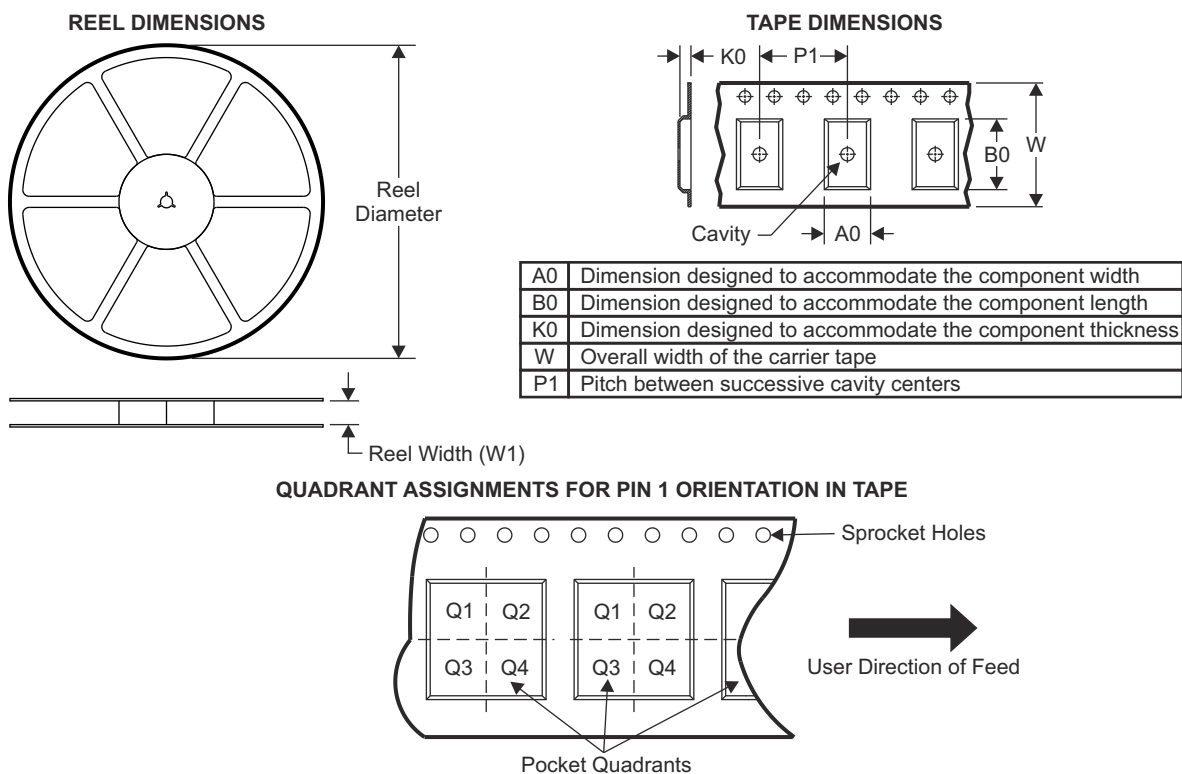 REEL DIMENSIONS
Reel
Diameter
Reel Width (W1)
TAPE DIMENSIONS
K0
P1
B0
W
Cavity
A0
A0 Dimension designed to accommodate the component width
B0 Dimension designed to accommodate the component length
K0 Dimension designed to accommodate the component thickness
W Overall width of the carrier tape
P1 Pitch between successive cavity centers
QUADRANT ASSIGNMENTS FOR PIN 1 ORIENTATION IN TAPE
Sprocket Holes
Q1 Q2 Q1 Q2
Q3 Q4 Q3 Q4
User Direction of Feed
Pocket Quadrants